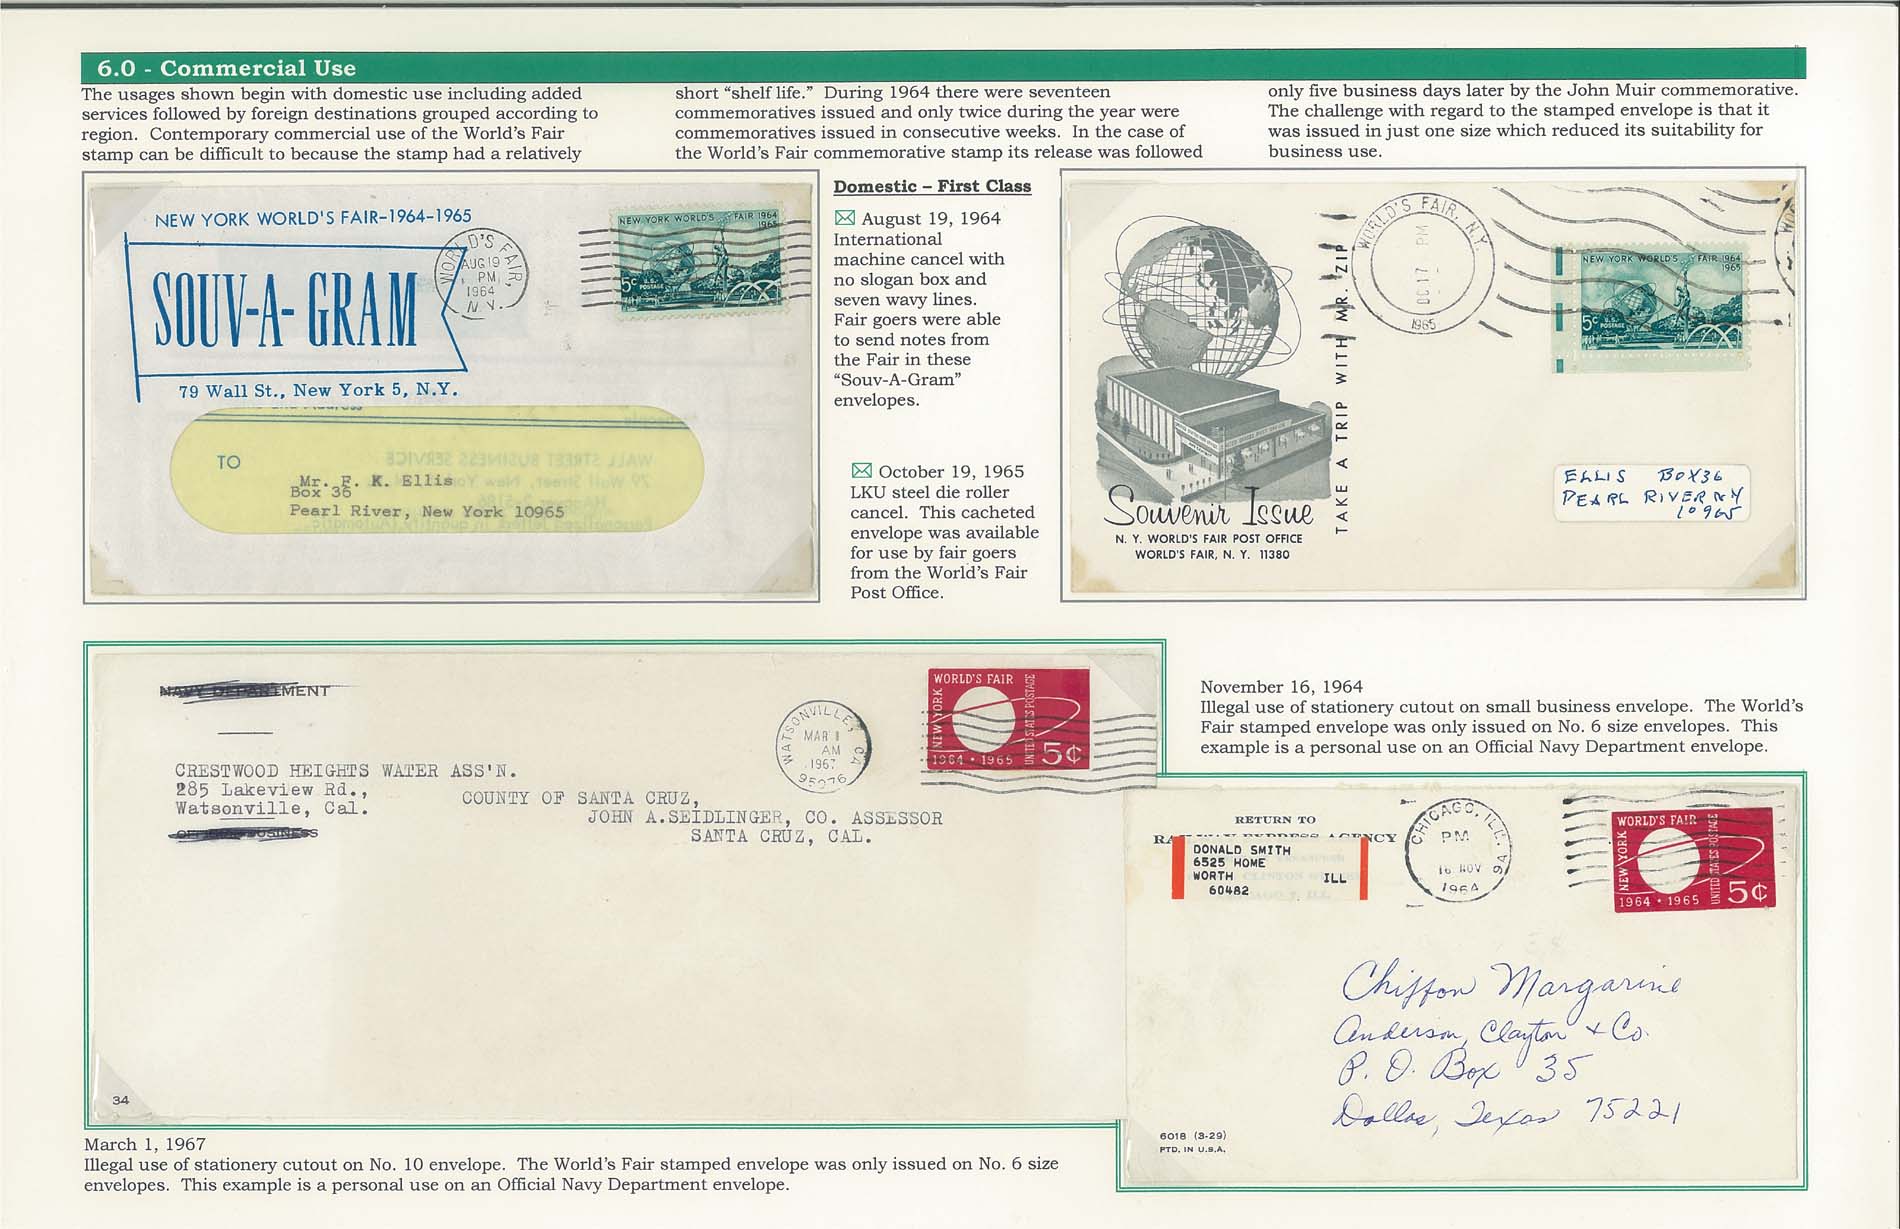 6.0 - Commercial Use
The usages shown begin with domestic use including added
services followed by foreign destinations grouped according to
region. Contemporary commercial use of the World's Fair
stamp can be difficult to because the stamp had a relatively
short “shelf life.” During 1964 there were seventeen
commemoratives issued and only twice during the year were
commemoratives issued in consecutive weeks. In the case of
the World's Fair commemorative stamp its release was followed
only five business days later by the John Muir commemorative.
The challenge with regard to the stamped envelope is that it
was issued in just one size which reduced its suitability for
business use.
NEW YORK WORLD'S FAIR-1964-1965
SOUV-A-GRAM
79 Wall St., New York 5, N.Y.
WORLD'S FAIR, N.Y.
AUG 19
PM
1964
NEW YORK WORLD'S FAIR 1964
1965
5c
POSTAGE
TO
Mr. F. K. Ellis
Box 36
Pearl River, New York 10965
WALL STREET BUSINESS SERVICE
Domestic – First Class
August 19, 1964
International
machine cancel with
no slogan box and
seven wavy lines.
Fair goers were able
to send notes from
the Fair in these
“Souv-A-Gram”
envelopes.
October 19, 1965
LKU steel die roller
cancel. This cacheted
envelope was available
for use by fair goers
from the World's Fair
Post Office.
Souvenir Issue
N. Y. WORLD'S FAIR POST OFFICE
WORLD'S FAIR, N. Y. 11380
TAKE A TRIP WITH MR. ZIP
WORLD'S FAIR, N.Y.
OC 17 PM
1965
NEW YORK WORLD'S FAIR 1964
1965
5c
POSTAGE
ELLIS BOX36
PEARL RIVER NY
10965
NAVY DEPARTMENT
CRESTWOOD HEIGHTS WATER ASS'N.
285 Lakeview Rd.,
Watsonville, Cal.
OFFICIAL BUSINESS
COUNTY OF SANTA CRUZ,
JOHN A.SEIDLINGER, CO. ASSESSOR
SANTA CRUZ, CAL.
WATSONVILLE, CA
MAR 1
AM
1967
95076
WORLD'S FAIR
NEW YORK
UNITED STATES POSTAGE
5¢
1964 · 1965
34
November 16, 1964
Illegal use of stationery cutout on small business envelope. The World's
Fair stamped envelope was only issued on No. 6 size envelopes. This
example is a personal use on an Official Navy Department envelope.
RETURN TO
RAILWAY EXPRESS AGENCY
DONALD SMITH
6525 HOME
WORTH ILL
60482
CHICAGO, ILL. 9A
PM
16 NOV
1964
WORLD'S FAIR
NEW YORK
UNITED STATES POSTAGE
5¢
1964 · 1965
Chiffon Margarine
Anderson, Clayton + Co.
P. O. Box 35
Dallas, Texas 75221
6018 (3-29)
PTD. IN U.S.A.
March 1, 1967
Illegal use of stationery cutout on No. 10 envelope. The World's Fair stamped envelope was only issued on No. 6 size
envelopes. This example is a personal use on an Official Navy Department envelope.